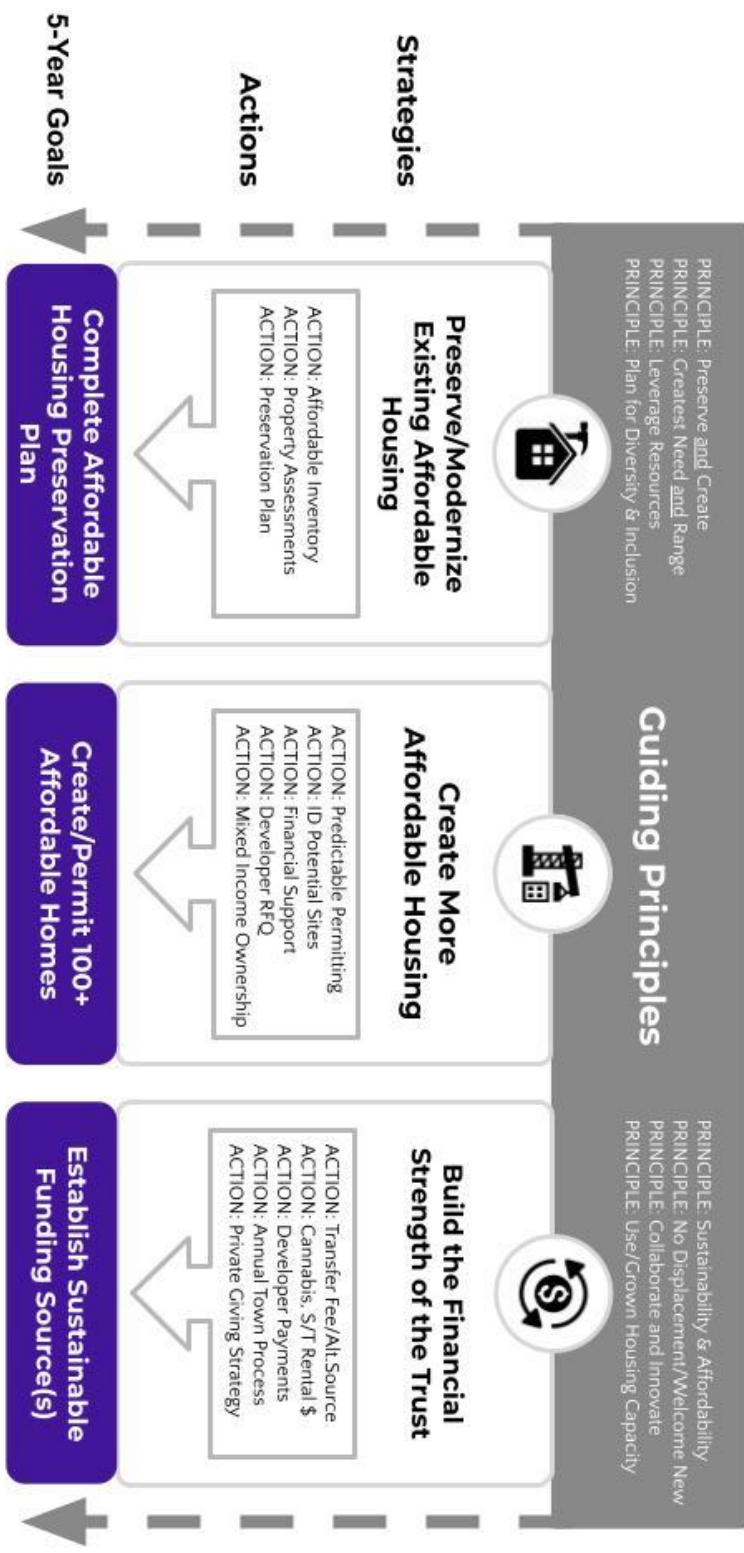 Guiding Principles
PRINCIPLE: Preserve and Create
PRINCIPLE: Greatest Need and Range
PRINCIPLE: Leverage Resources
PRINCIPLE: Plan for Diversity & Inclusion
PRINCIPLE: Sustainability & Affordability
PRINCIPLE: No Displacement/Welcome New
PRINCIPLE: Collaborate and Innovate
PRINCIPLE: Use/Grown Housing Capacity
Strategies
Preserve/Modernize
Existing Affordable
Housing
Create More
Affordable Housing
Build the Financial
Strength of the Trust
Actions
ACTION: Affordable Inventory
ACTION: Property Assessments
ACTION: Preservation Plan
ACTION: Predictable Permitting
ACTION: ID Potential Sites
ACTION: Financial Support
ACTION: Developer RFQ
ACTION: Mixed Income Ownership
ACTION: Transfer Fee/Alt.Source
ACTION: Cannabis, S/T Rental $
ACTION: Developer Payments
ACTION: Annual Town Process
ACTION: Private Giving Strategy
5-Year Goals
Complete Affordable
Housing Preservation
Plan
Create/Permit 100+
Affordable Homes
Establish Sustainable
Funding Source(s)